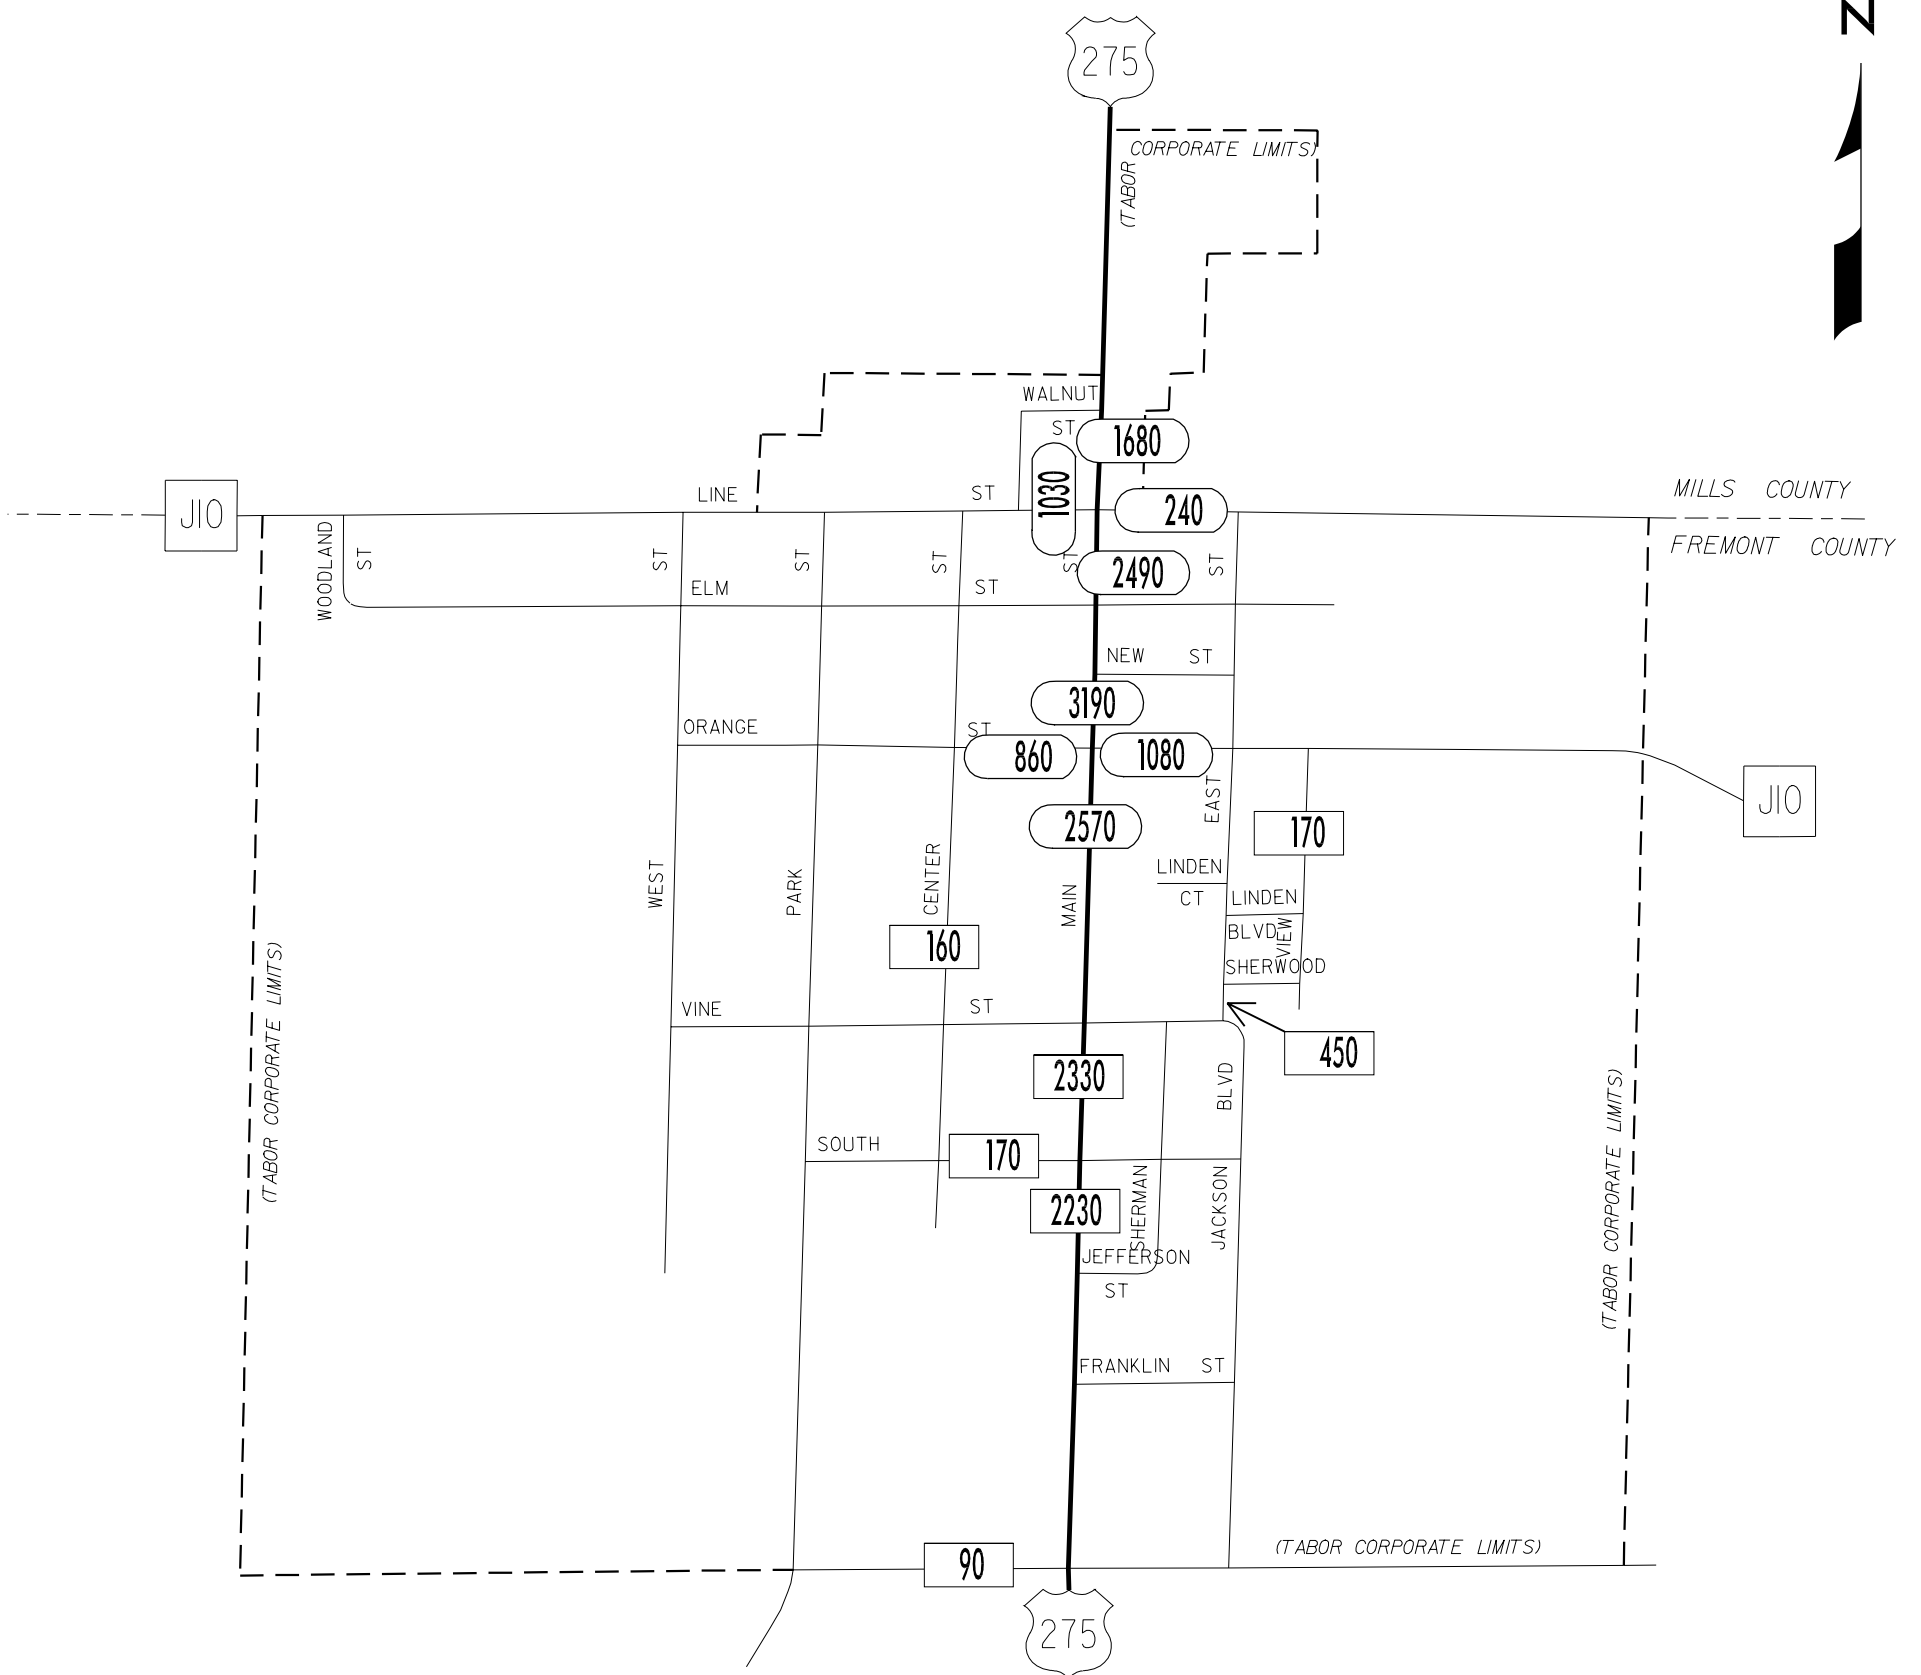 N
275
CORPORATE LIMITS)
(TABOR
WALNUT
ST
1680
1030
LINE ST
240
MILLS COUNTY
J10
FREMONT COUNTY
WOODLAND
ST
ST
ST
ST
ST
ST
2490
ELM ST
NEW ST
3190
ORANGE ST
860
1080
J10
EAST
2570
170
LINDEN
CT
LINDEN
BLVD
VIEW
WEST
PARK
CENTER
MAIN
160
SHERWOOD
VINE ST
450
2330
BLVD
(TABOR CORPORATE LIMITS)
(TABOR CORPORATE LIMITS)
SOUTH
170
SHERMAN
JACKSON
2230
JEFFERSON
ST
FRANKLIN ST
(TABOR CORPORATE LIMITS)
90
275